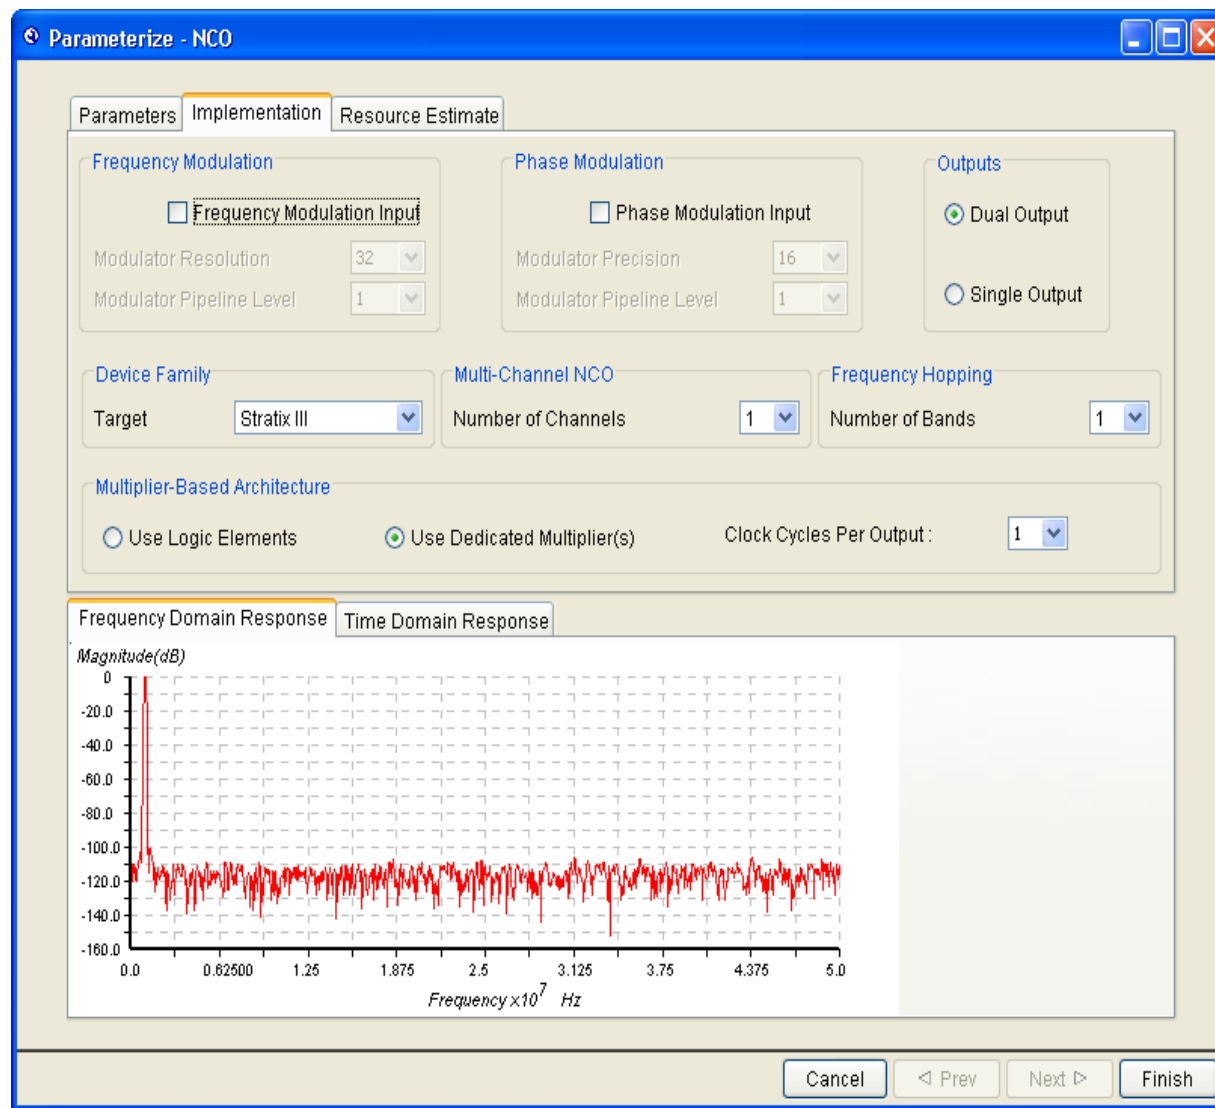 Parameterize - NCO
Parameters Implementation Resource Estimate
Frequency Modulation
Frequency Modulation Input
Modulator Resolution 32
Modulator Pipeline Level 1
Phase Modulation
Phase Modulation Input
Modulator Precision 16
Modulator Pipeline Level 1
Outputs
Dual Output
Single Output
Device Family
Target Stratix III
Multi-Channel NCO
Number of Channels 1
Frequency Hopping
Number of Bands 1
Multiplier-Based Architecture
Use Logic Elements Use Dedicated Multiplier(s) Clock Cycles Per Output : 1
Frequency Domain Response Time Domain Response
Magnitude(dB)
0
-20.0
-40.0
-60.0
-80.0
-100.0
-120.0
-140.0
-160.0
0.0 0.62500 1.25 1.875 2.5 3.125 3.75 4.375 5.0
Frequency x10^7 Hz
Cancel Prev Next Finish